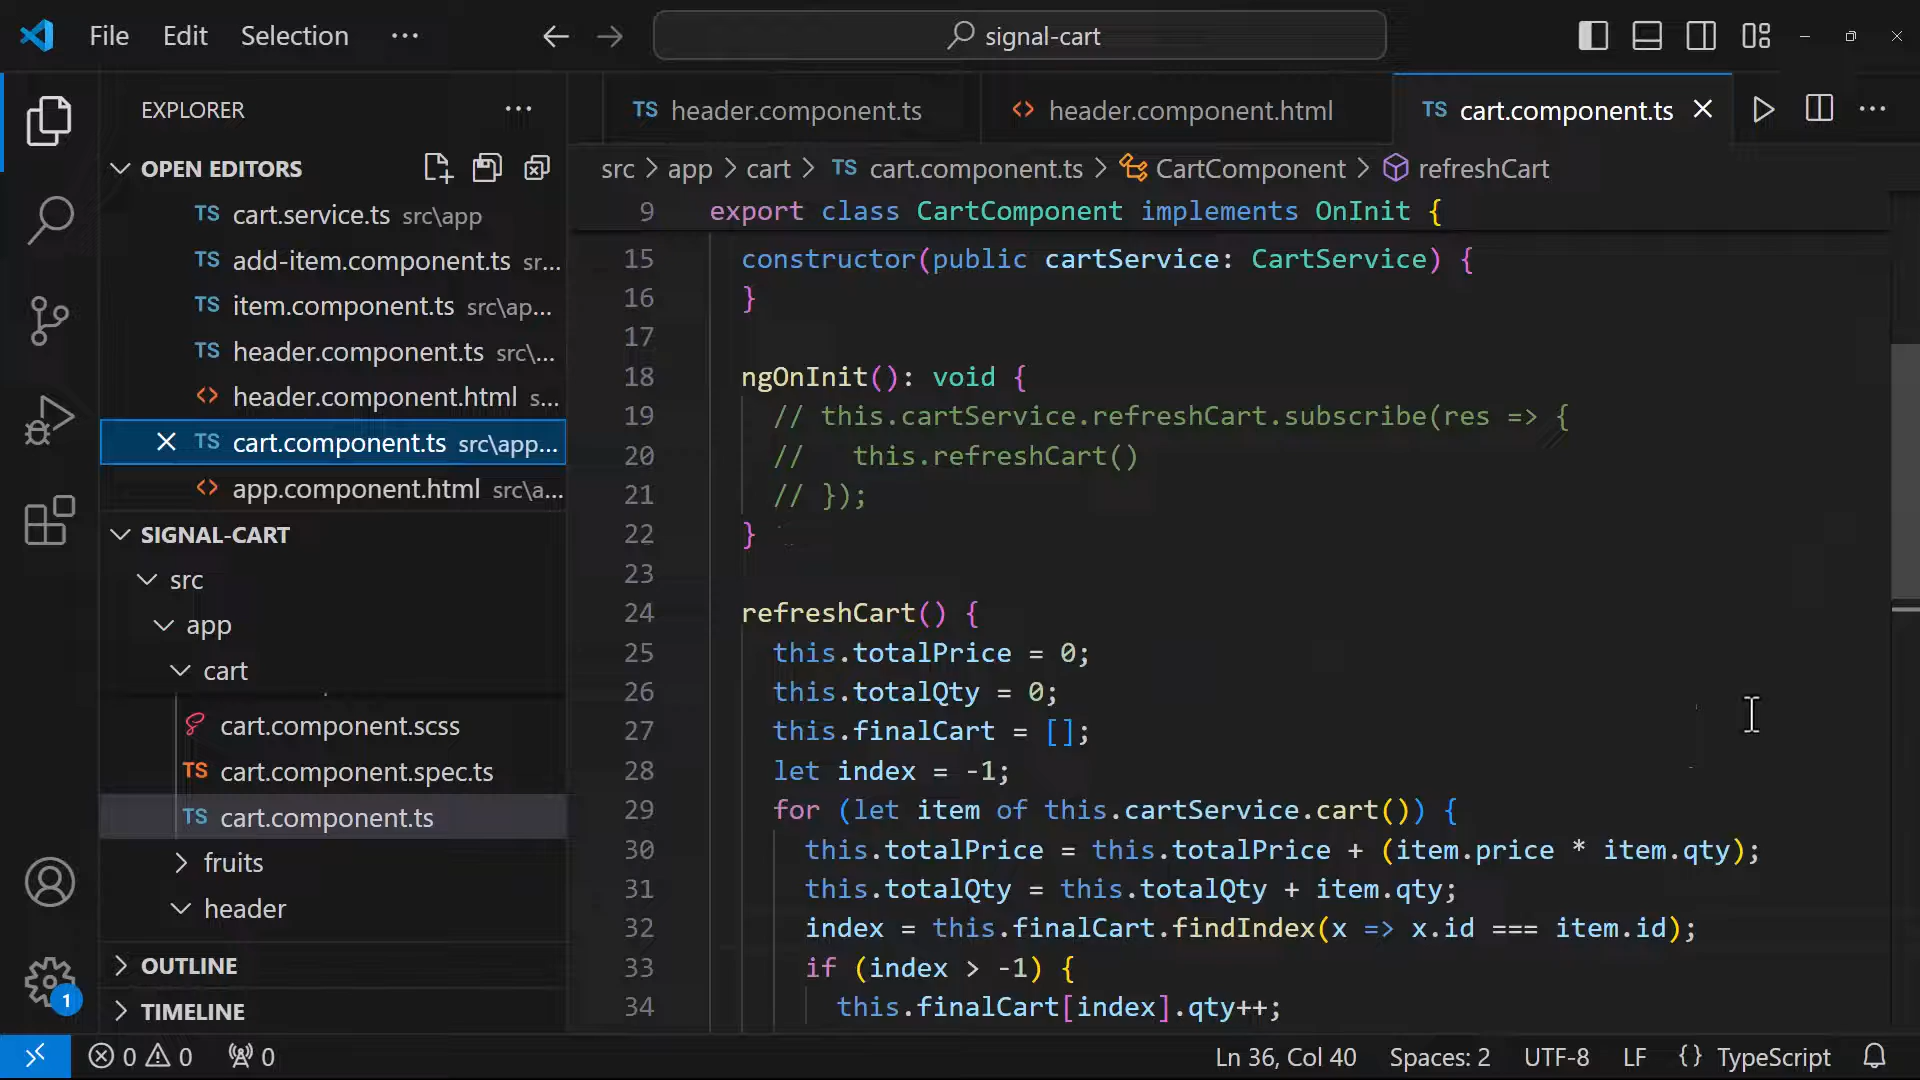 File Edit Selection ···
signal-cart
EXPLORER
OPEN EDITORS
TS cart.service.ts src\app
TS add-item.component.ts sr...
TS item.component.ts src\ap...
TS header.component.ts src\...
<> header.component.html s...
TS cart.component.ts src\app...
<> app.component.html src\a...
SIGNAL-CART
src
app
cart
cart.component.scss
TS cart.component.spec.ts
TS cart.component.ts
fruits
header
OUTLINE
TIMELINE
1
TS header.component.ts
<> header.component.html
TS cart.component.ts
src > app > cart > TS cart.component.ts > CartComponent > refreshCart
9 export class CartComponent implements OnInit {
15 constructor(public cartService: CartService) {
16 }
17
18 ngOnInit(): void {
19 // this.cartService.refreshCart.subscribe(res => {
20 //   this.refreshCart()
21 // });
22 }
23
24 refreshCart() {
25 this.totalPrice = 0;
26 this.totalQty = 0;
27 this.finalCart = [];
28 let index = -1;
29 for (let item of this.cartService.cart()) {
30 this.totalPrice = this.totalPrice + (item.price * item.qty);
31 this.totalQty = this.totalQty + item.qty;
32 index = this.finalCart.findIndex(x => x.id === item.id);
33 if (index > -1) {
34 this.finalCart[index].qty++;
0 0 0
Ln 36, Col 40 Spaces: 2 UTF-8 LF {} TypeScript